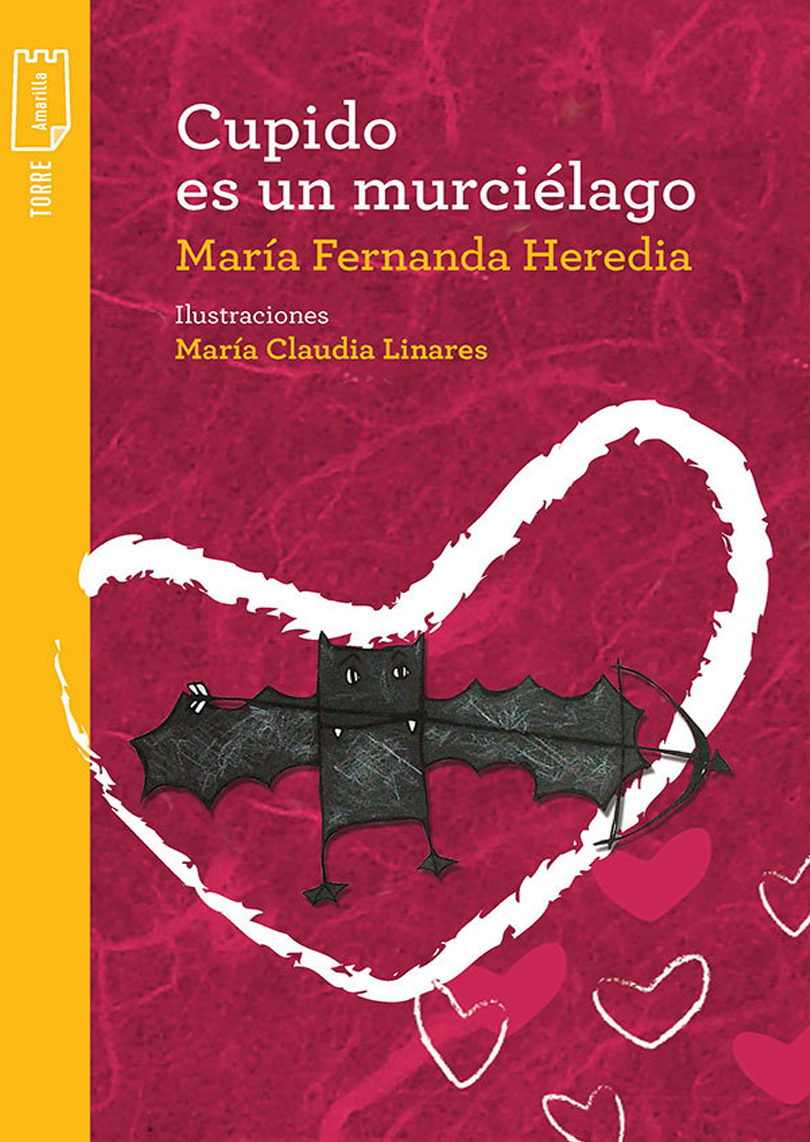 TORRE
Amarilla
Cupido
es un murciélago
María Fernanda Heredia
Ilustraciones
María Claudia Linares